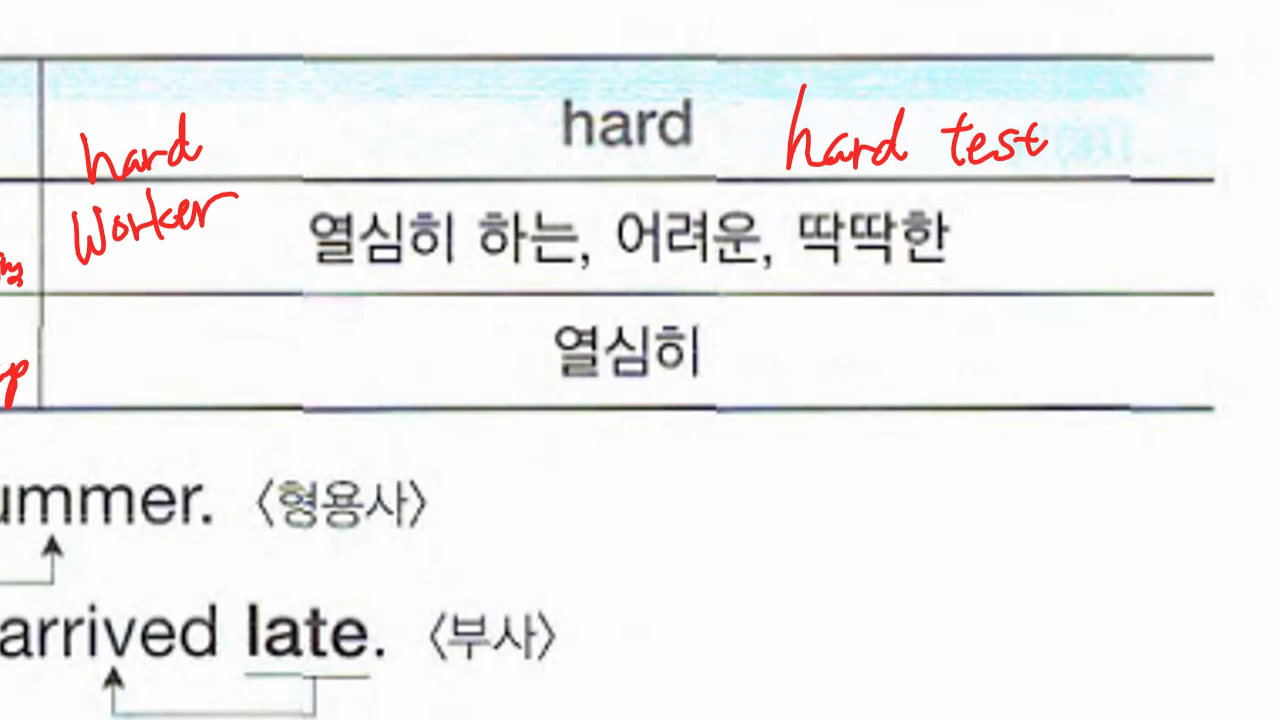 hard hard test
hard
worker
열심히 하는, 어려운, 딱딱한
열심히
ummer. 〈형용사〉
arrived late. 〈부사〉